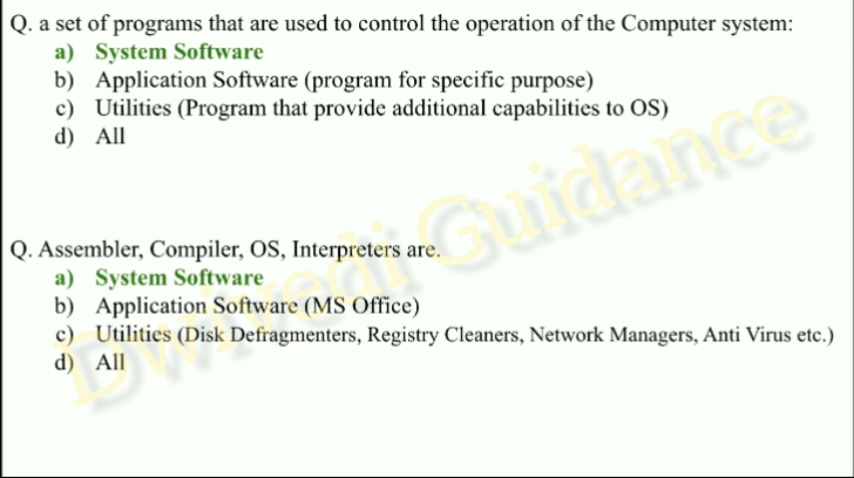 Q. a set of programs that are used to control the operation of the Computer system:
a) System Software
b) Application Software (program for specific purpose)
c) Utilities (Program that provide additional capabilities to OS)
d) All
Q. Assembler, Compiler, OS, Interpreters are.
a) System Software
b) Application Software (MS Office)
c) Utilities (Disk Defragmenters, Registry Cleaners, Network Managers, Anti Virus etc.)
d) All
Dwivedi Guidance